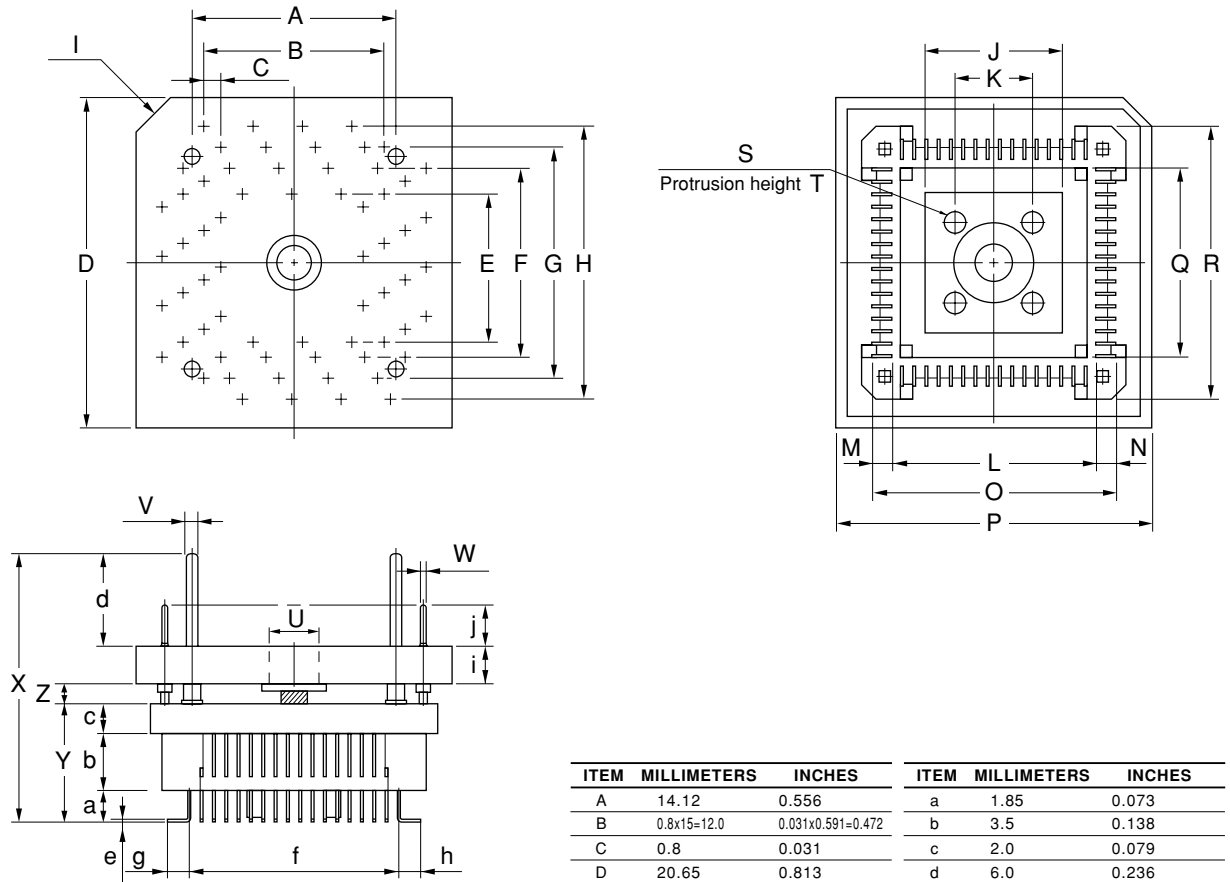 A
B
C
I
D
E
F
G
H
J
K
S
Protrusion height T
Q
R
M
L
N
O
P
V
W
d
j
U
X
i
Z
c
Y
b
a
e
g
f
h
ITEM MILLIMETERS INCHES
A 14.12 0.556
B 0.8x15=12.0 0.031x0.591=0.472
C 0.8 0.031
D 20.65 0.813
ITEM MILLIMETERS INCHES
a 1.85 0.073
b 3.5 0.138
c 2.0 0.079
d 6.0 0.236